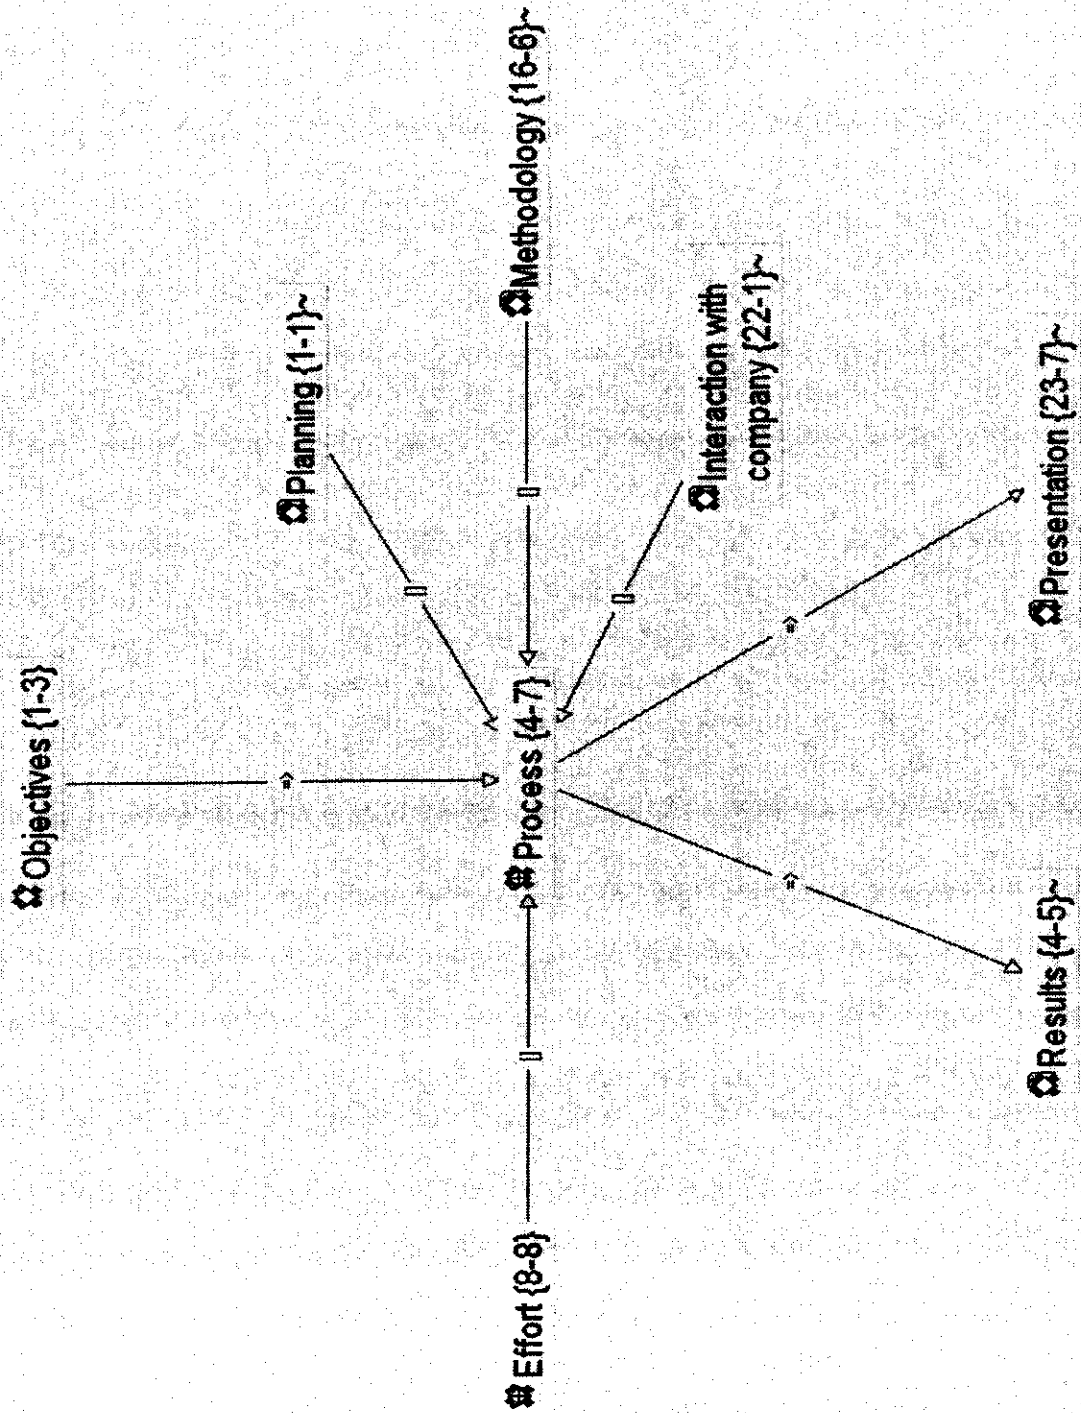 Objectives {1-3}
=>
Planning {1-1}~
[]
Effort {8-8}
[]
Process {4-7}
[]
Methodology {16-6}~
[]
Interaction with
company {22-1}~
=>
=>
Results {4-5}~
Presentation {23-7}~